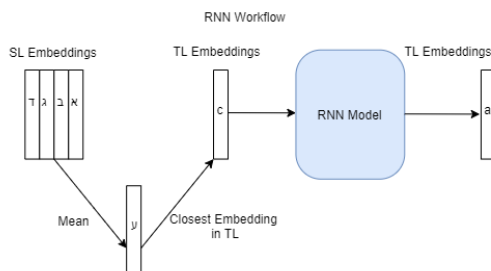 RNN Workflow
SL Embeddings
TL Embeddings
TL Embeddings
ד ג ב א
c
RNN Model
a
ע
Mean
Closest Embedding
in TL